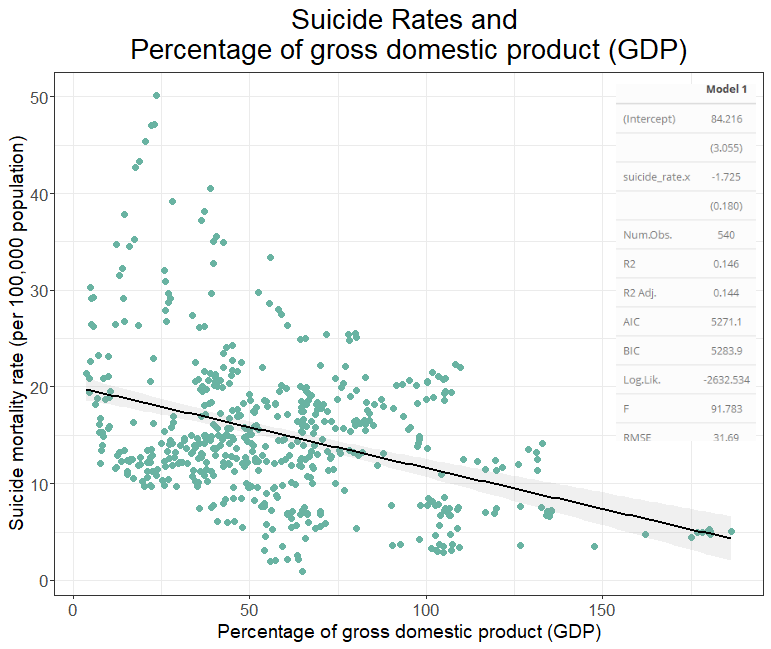 Suicide Rates and
Percentage of gross domestic product (GDP)
Suicide mortality rate (per 100,000 population)
50
40
30
20
10
0
0 50 100 150
Percentage of gross domestic product (GDP)
Model 1
(Intercept) 84.216
(3.055)
suicide_rate.x -1.725
(0.180)
Num.Obs. 540
R2 0.146
R2 Adj. 0.144
AIC 5271.1
BIC 5283.9
Log.Lik. -2632.534
F 91.783
RMSE 31.69